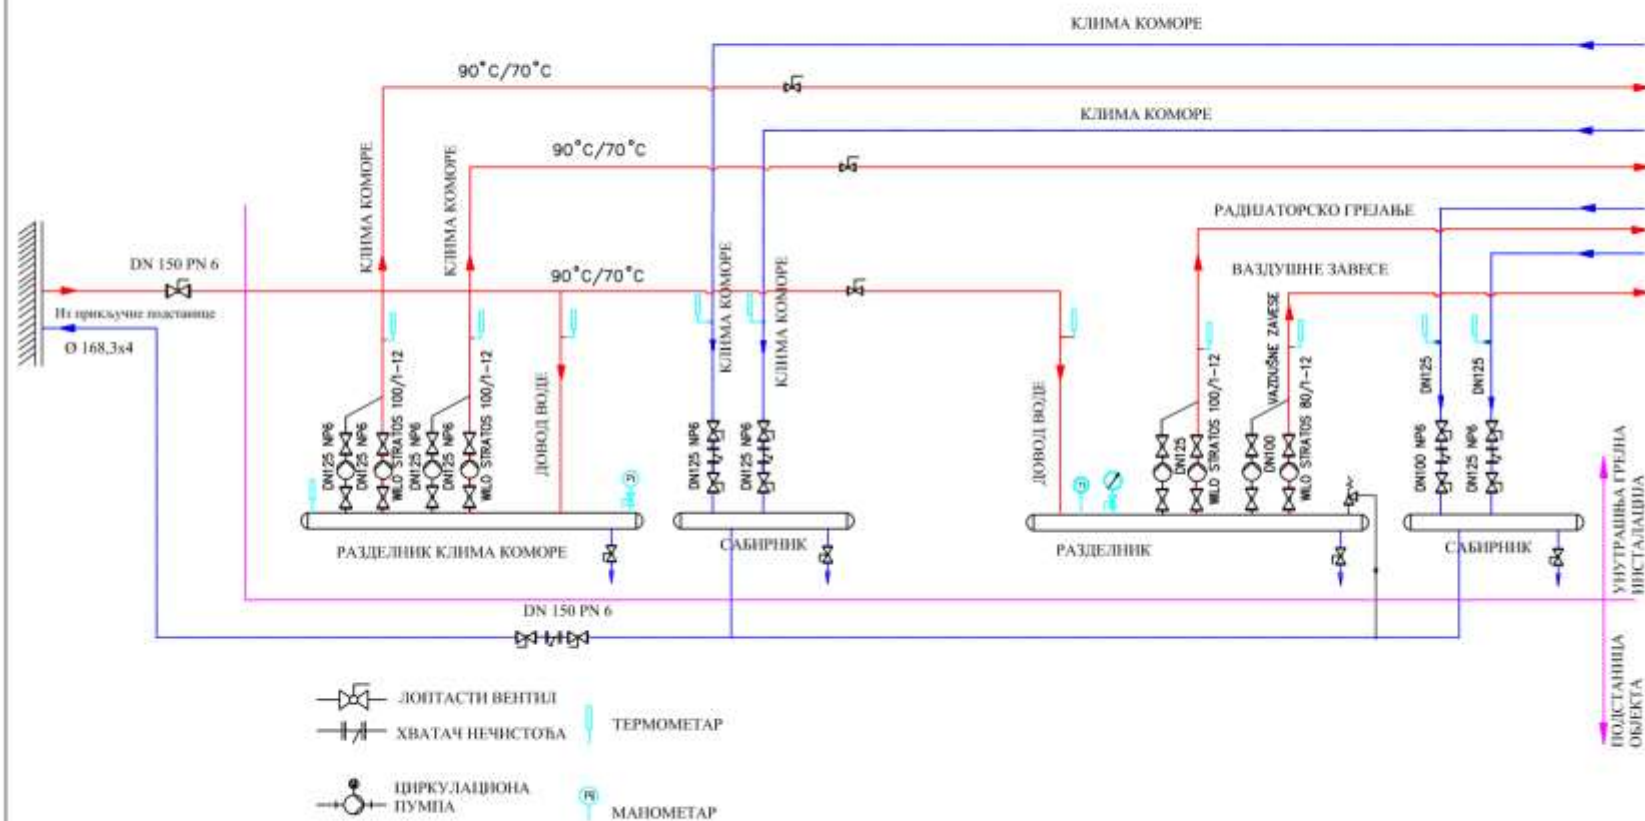 КЛИМА КОМОРЕ
90°C/70°C
КЛИМА КОМОРЕ
90°C/70°C
КЛИМА КОМОРЕ
КЛИМА КОМОРЕ
РАДИЈАТОРСКО ГРЕЈАЊЕ
DN 150 PN 6
90°C/70°C
КЛИМА КОМОРЕ
КЛИМА КОМОРЕ
ВАЗДУШНЕ ЗАВЕСЕ
Из прикључне подстанице
Ø 168,3x4
DN125 NP6
DN125 NP6
WILO STRATOS 100/1-12
DN125 NP6
DN125 NP6
WILO STRATOS 100/1-12
ДОВОД ВОДЕ
DN125 NP6
DN125 NP6
ДОВОД ВОДЕ
DN125
WILO STRATOS 100/1-12
VAZDUŠNE ZAVESE
DN100
WILO STRATOS 80/1-12
DN125
DN125
DN100 NP6
DN125 NP6
РАЗДЕЛНИК КЛИМА КОМОРЕ
САБИРНИК
РАЗДЕЛНИК
САБИРНИК
УНУТРАШЊА ГРЕЈНА
ИНСТАЛАЦИЈА
DN 150 PN 6
ПОДСТАНИЦА
ОБЈЕКТА
ЛОПТАСТИ ВЕНТИЛ
ХВАТАЧ НЕЧИСТОЋА
ТЕРМОМЕТАР
ЦИРКУЛАЦИОНА
ПУМПА
МАНОМЕТАР